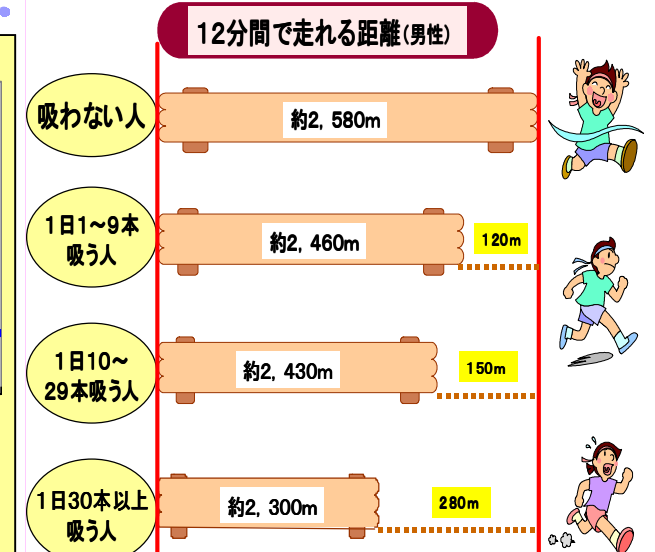 12分間で走れる距離(男性)
吸わない人
約2,580m
1日1～9本
吸う人
約2,460m
120m
1日10～
29本吸う人
約2,430m
150m
1日30本以上
吸う人
約2,300m
280m